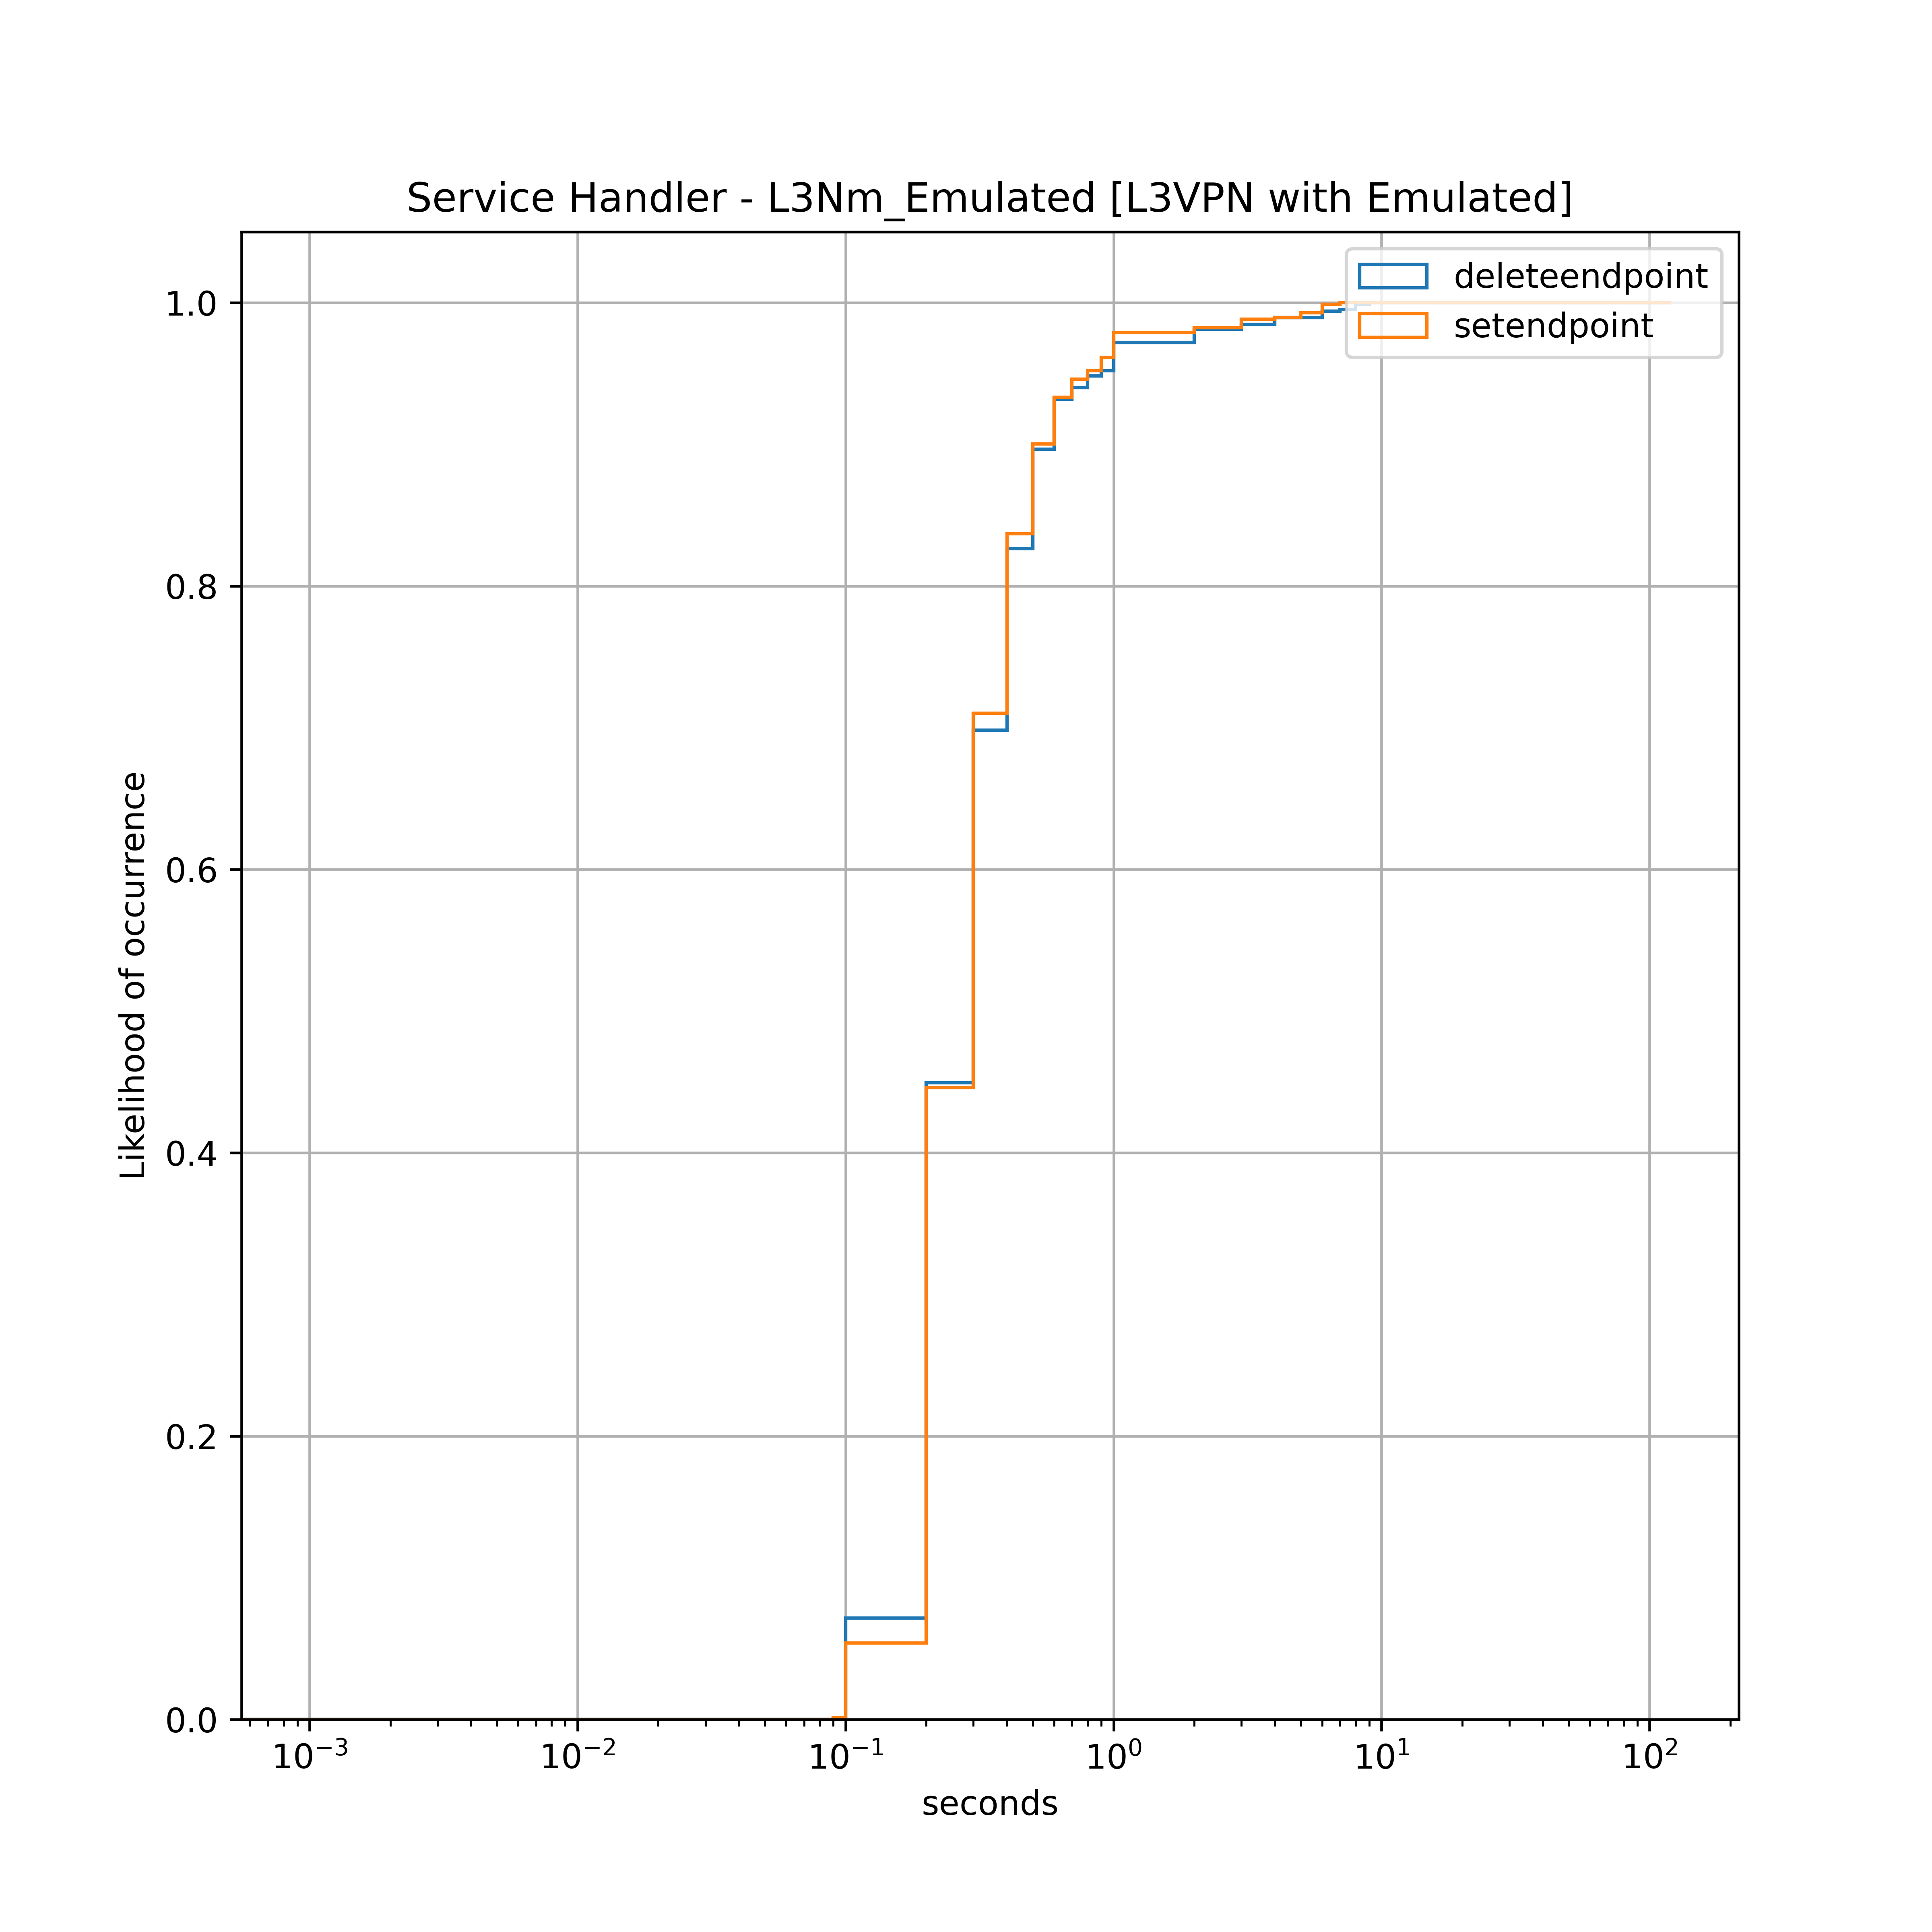 Service Handler - L3Nm_Emulated [L3VPN with Emulated]
deleteendpoint
setendpoint
1.0
0.8
0.6
0.4
0.2
0.0
Likelihood of occurrence
10⁻³ 10⁻² 10⁻¹ 10⁰ 10¹ 10²
seconds